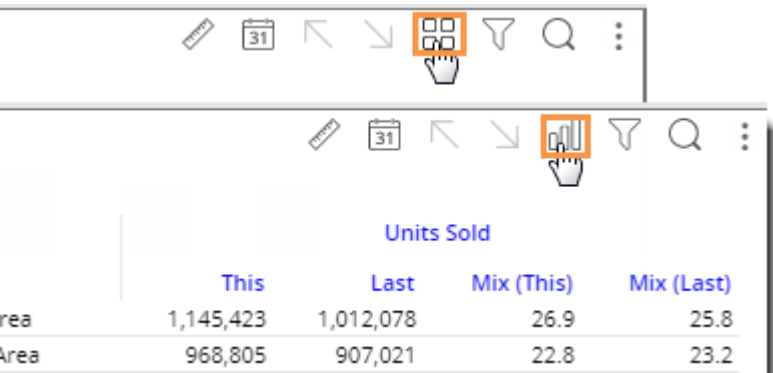 31
31
Units Sold
This Last Mix (This) Mix (Last)
rea 1,145,423 1,012,078 26.9 25.8
Area 968,805 907,021 22.8 23.2